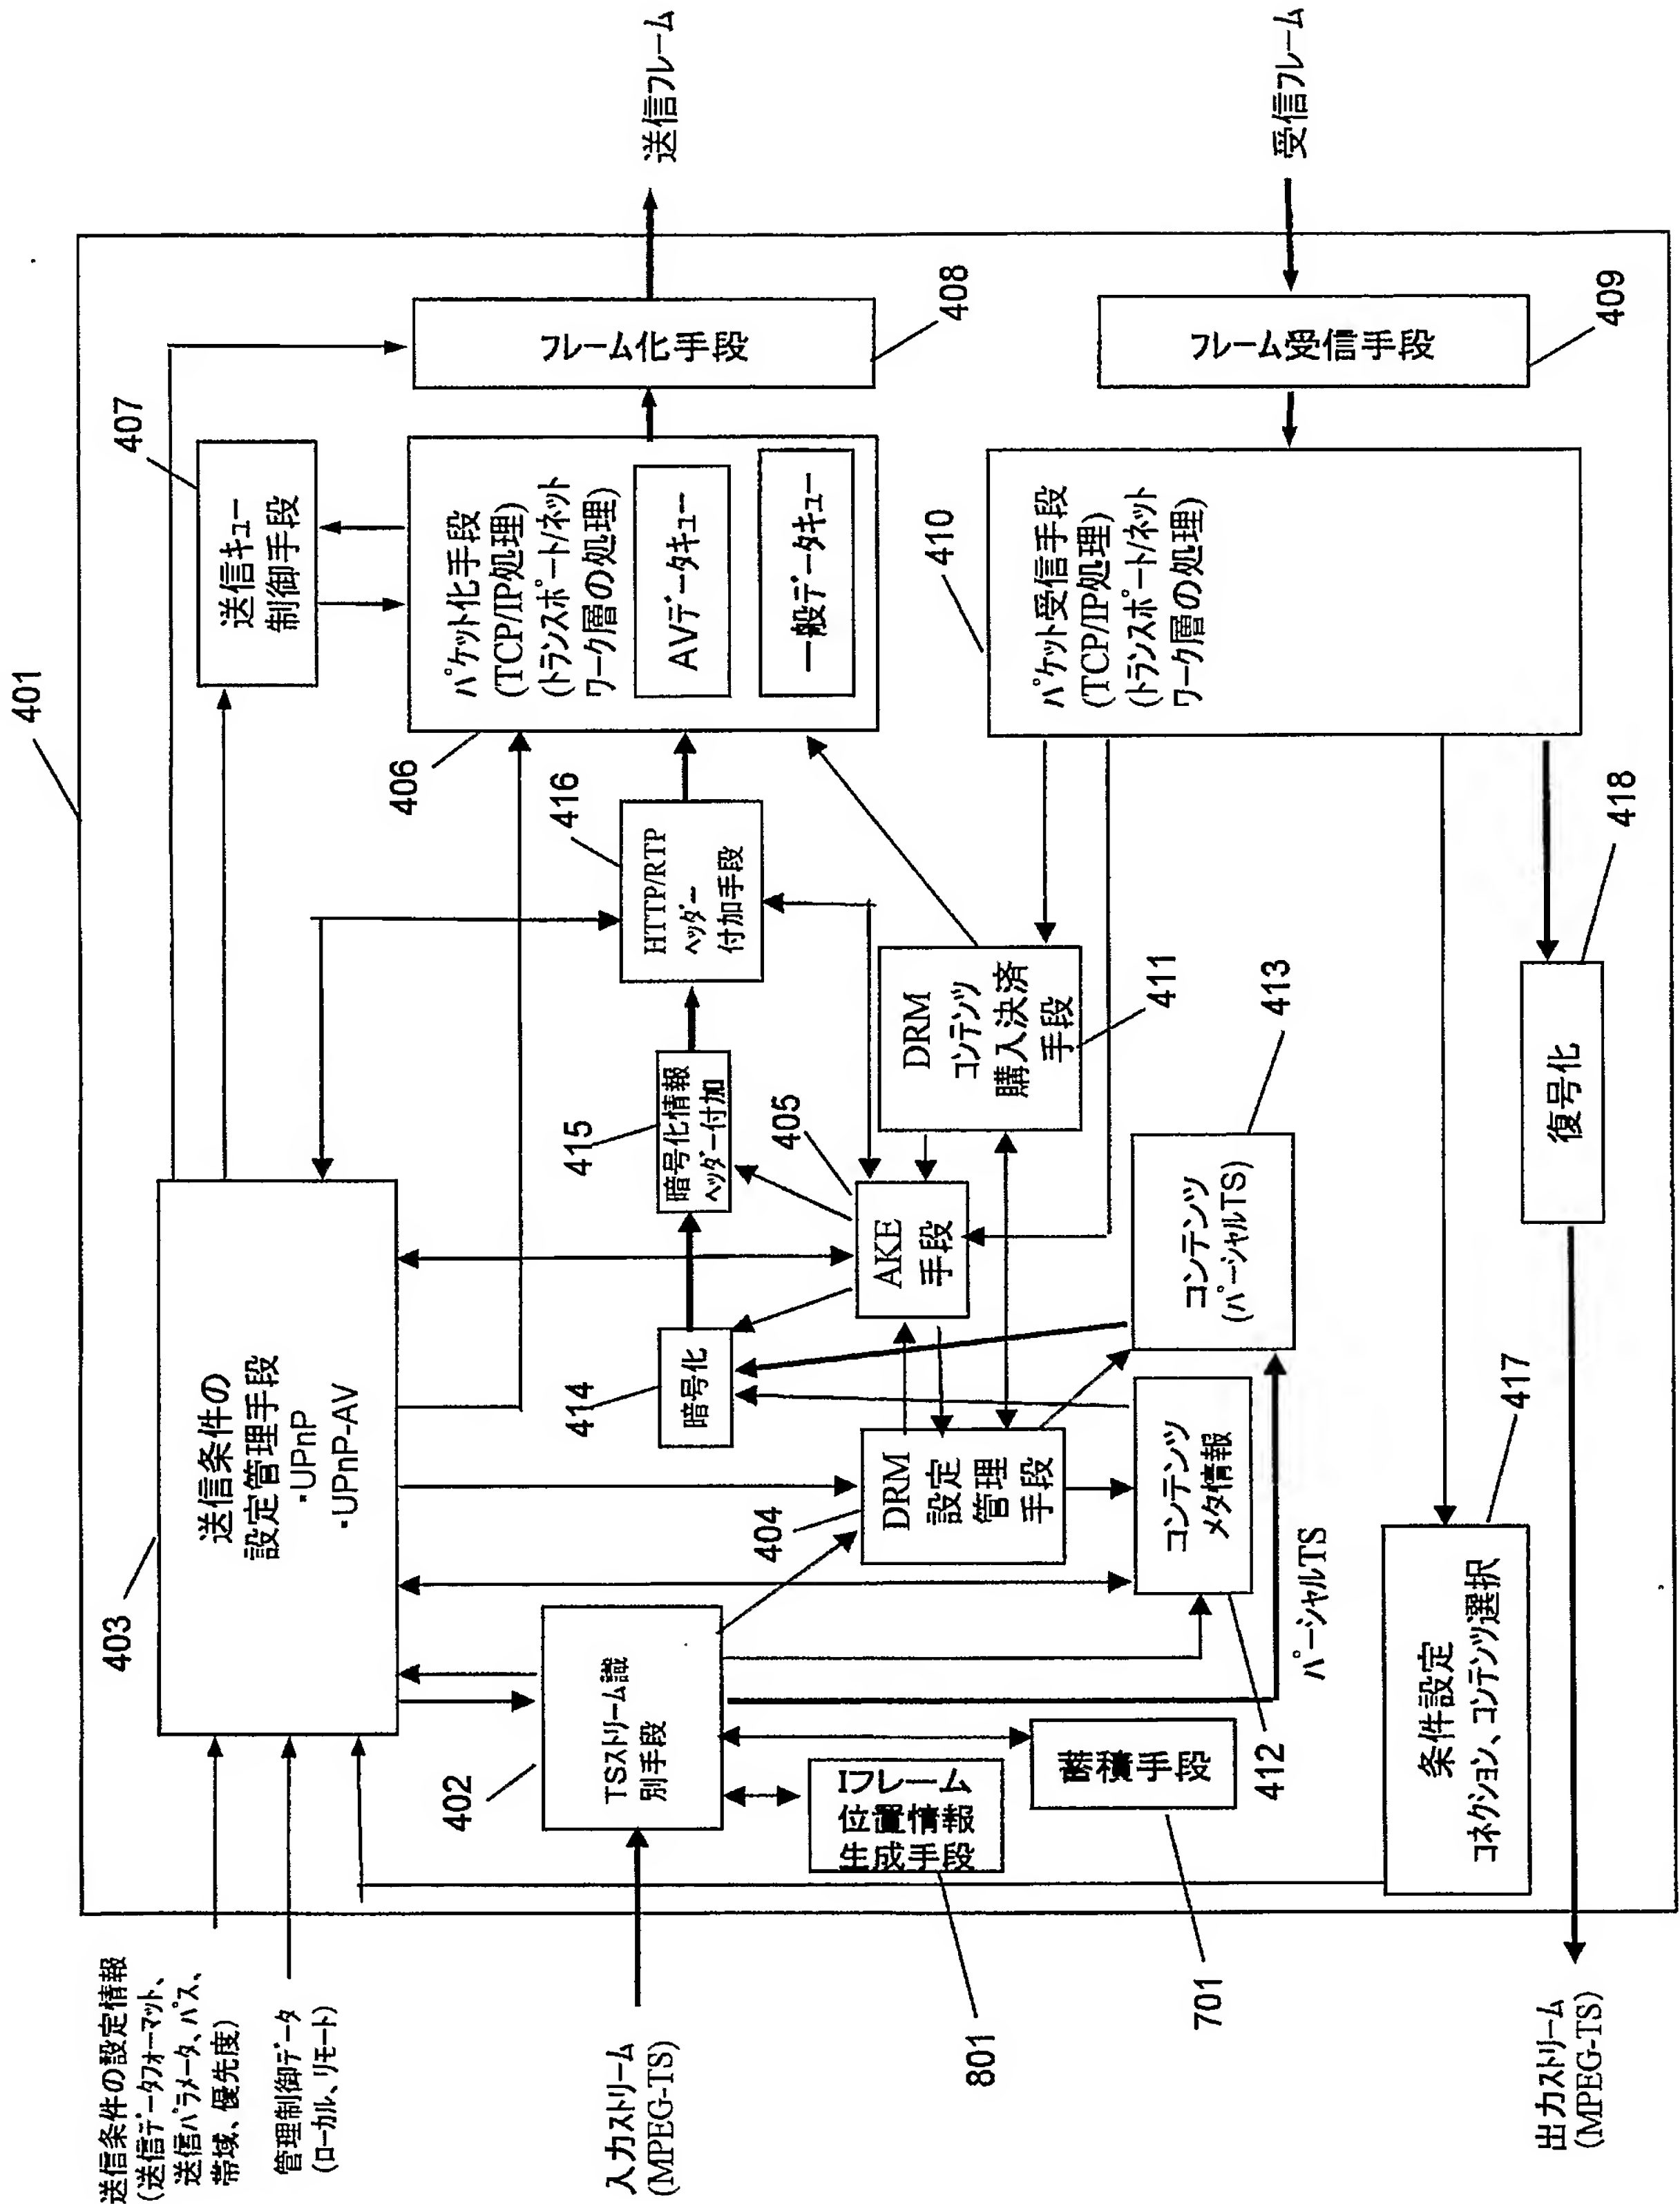 401
送信条件の設定情報
(送信データフォーマット、
送信パラメータ、パス、
帯域、優先度)
管理制御データ
(ローカル、リモート)
403
送信条件の
設定管理手段
・UPnP
・UPnP-AV
407
送信キュー
制御手段
フレーム化手段
408
送信フレーム
入力ストリーム
(MPEG-TS)
402
TSストリーム識
別手段
404
DRM
設定
管理
手段
414
暗号化
415
暗号化情報
ヘッダー付加
405
AKE
手段
416
HTTP/RTP
ヘッダー
付加手段
406
パケット化手段
(TCP/IP処理)
(トランスポート/ネット
ワーク層の処理)
AVデータキュー
一般データキュー
801
Iフレーム
位置情報
生成手段
701
蓄積手段
412
コンテンツ
メタ情報
パーシャルTS
413
コンテンツ
(パーシャルTS)
DRM
コンテンツ
購入決済
手段
411
410
パケット受信手段
(TCP/IP処理)
(トランスポート/ネット
ワーク層の処理)
フレーム受信手段
409
受信フレーム
417
条件設定
コネクション、コンテンツ選択
418
復号化
出力ストリーム
(MPEG-TS)